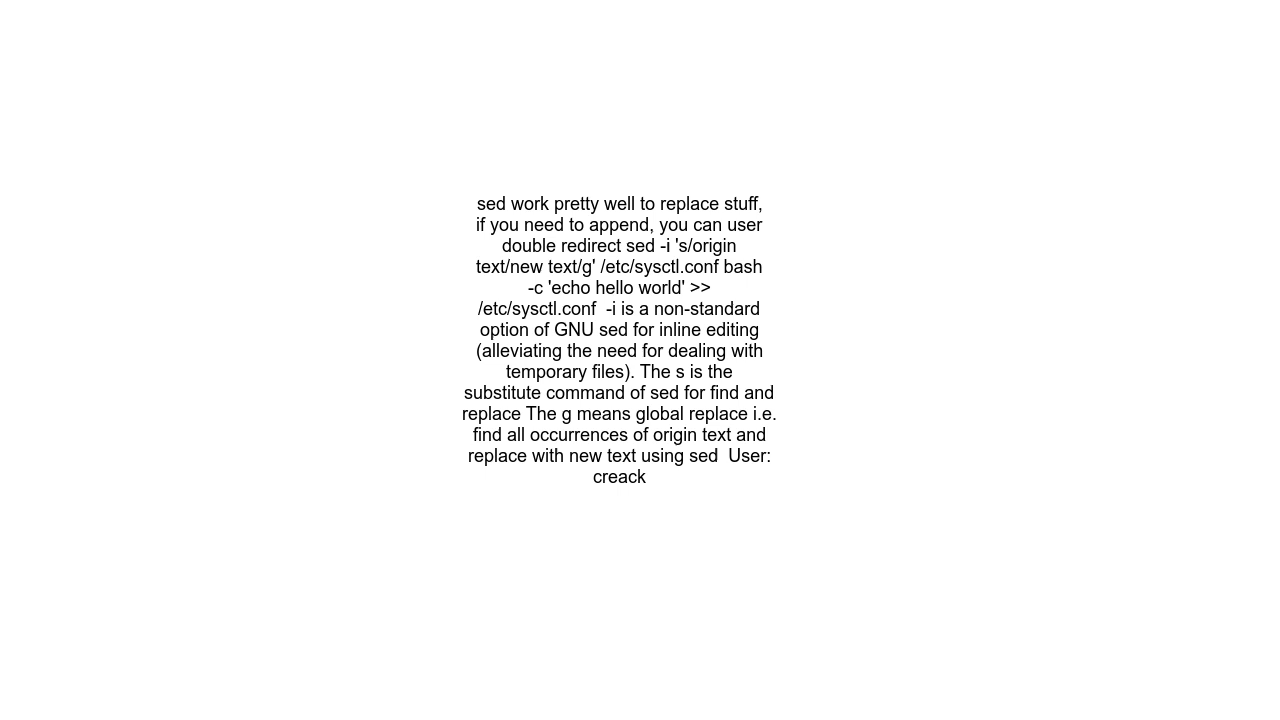 sed work pretty well to replace stuff,
if you need to append, you can user
double redirect sed -i 's/origin
text/new text/g' /etc/sysctl.conf bash
-c 'echo hello world' >>
/etc/sysctl.conf  -i is a non-standard
option of GNU sed for inline editing
(alleviating the need for dealing with
temporary files). The s is the
substitute command of sed for find and
replace The g means global replace i.e.
find all occurrences of origin text and
replace with new text using sed  User:
creack